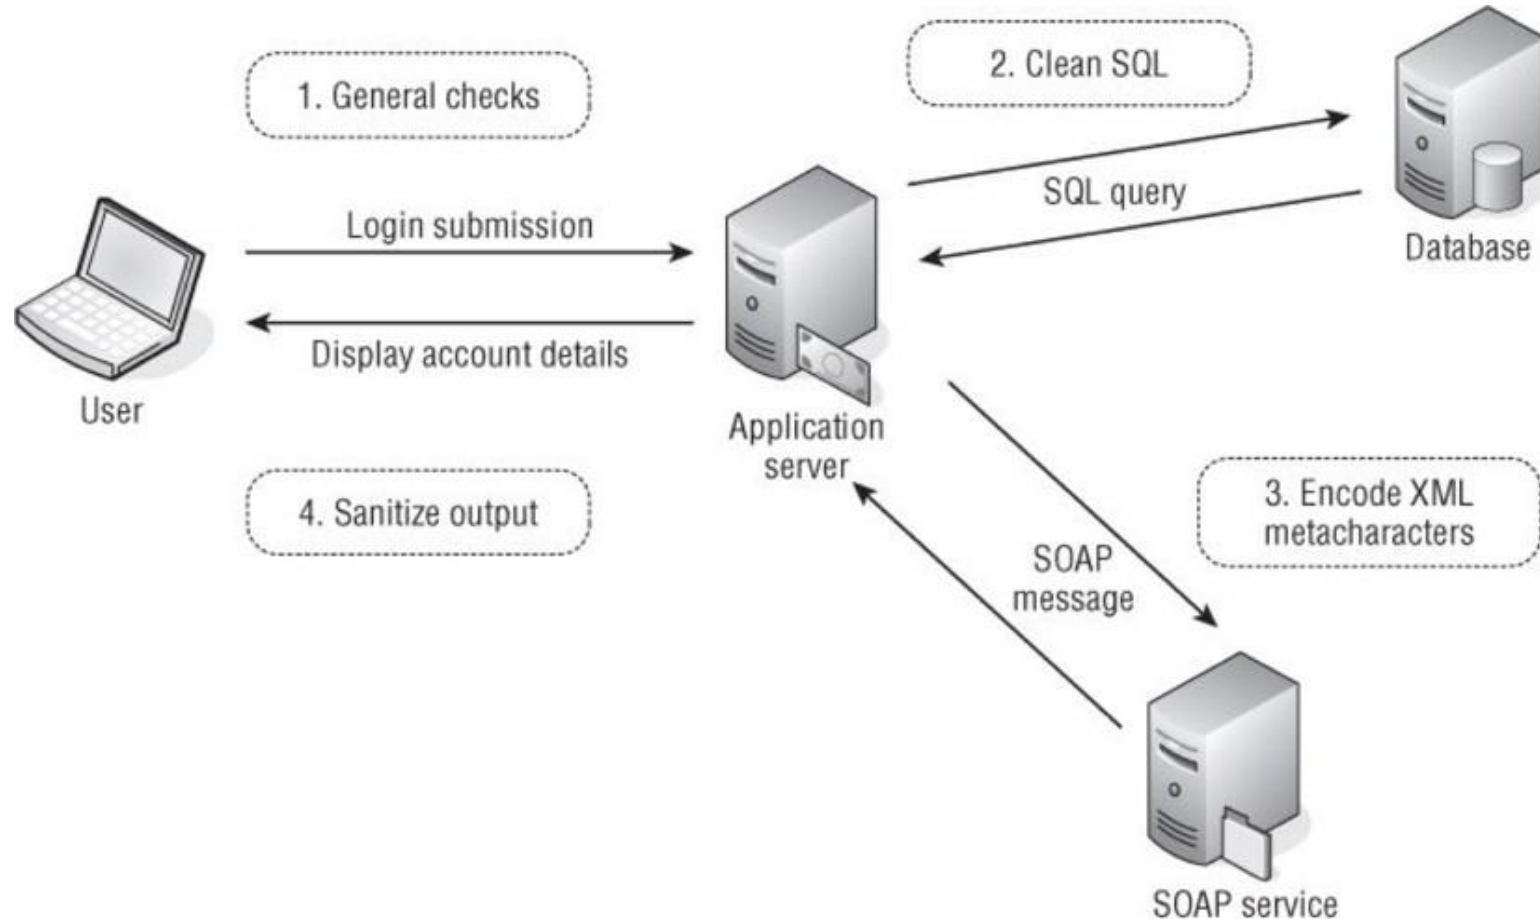 1. General checks
2. Clean SQL
Login submission
SQL query
Database
Display account details
User
Application
server
4. Sanitize output
3. Encode XML
metacharacters
SOAP
message
SOAP service